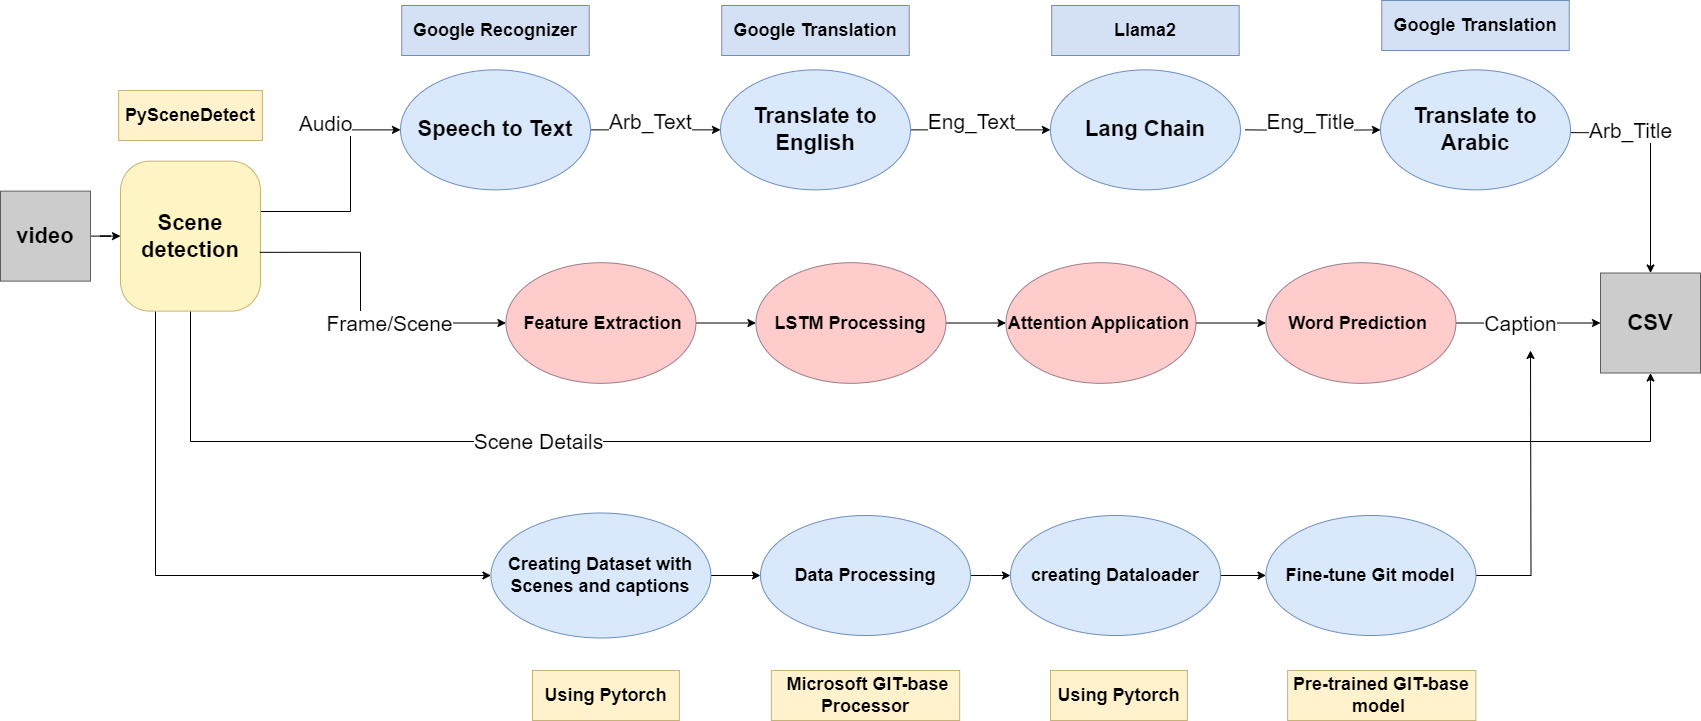 Google Recognizer
Google Translation
Llama2
Google Translation
PySceneDetect
Audio
Speech to Text
Arb_Text
Translate to
English
Eng_Text
Lang Chain
Eng_Title
Translate to
Arabic
Arb_Title
video
Scene
detection
Frame/Scene
Feature Extraction
LSTM Processing
Attention Application
Word Prediction
Caption
CSV
Scene Details
Creating Dataset with
Scenes and captions
Data Processing
creating Dataloader
Fine-tune Git model
Using Pytorch
Microsoft GIT-base
Processor
Using Pytorch
Pre-trained GIT-base
model